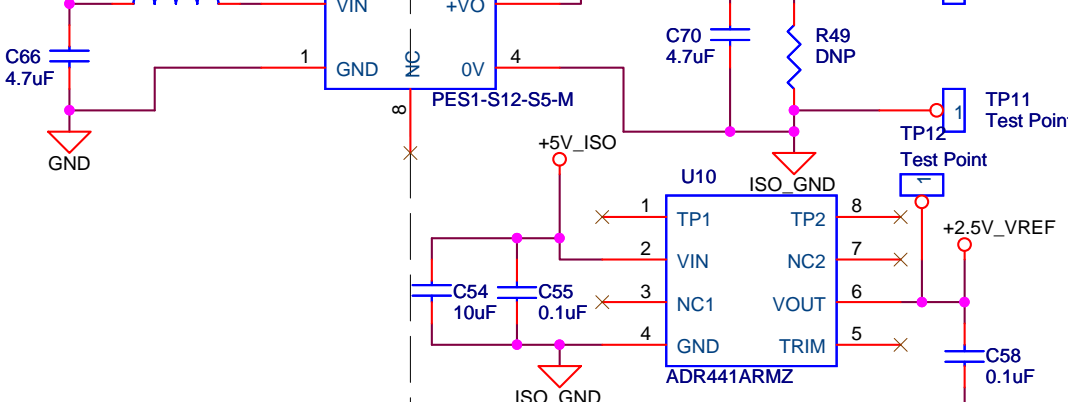 VIN
+VO
C66
4.7uF
1
GND
NC
0V
4
C70
4.7uF
R49
DNP
8
PES1-S12-S5-M
GND
1
TP11
Test Point
TP12
Test Point
1
+5V_ISO
ISO_GND
U10
+2.5V_VREF
1
TP1
TP2
8
2
VIN
NC2
7
C54
10uF
C55
0.1uF
3
NC1
VOUT
6
4
GND
TRIM
5
ADR441ARMZ
C58
0.1uF
ISO_GND